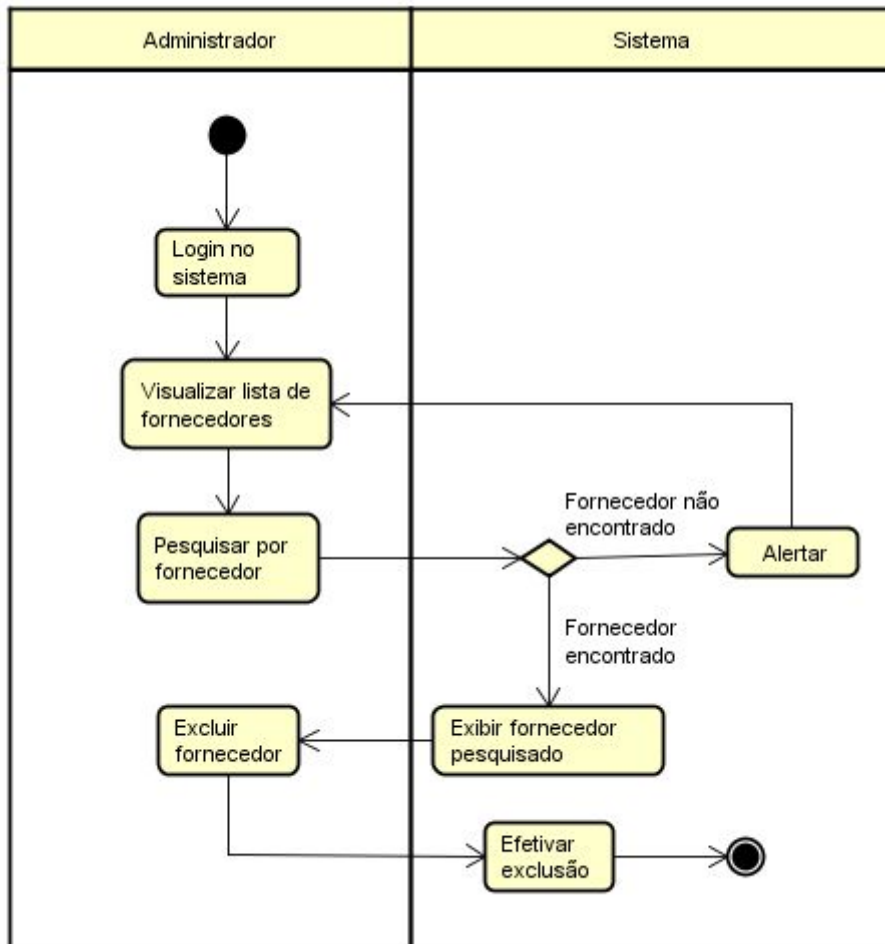 Administrador
Sistema
Login no
sistema
Visualizar lista de
fornecedores
Pesquisar por
fornecedor
Fornecedor não
encontrado
Alertar
Fornecedor
encontrado
Exibir fornecedor
pesquisado
Excluir
fornecedor
Efetivar
exclusão